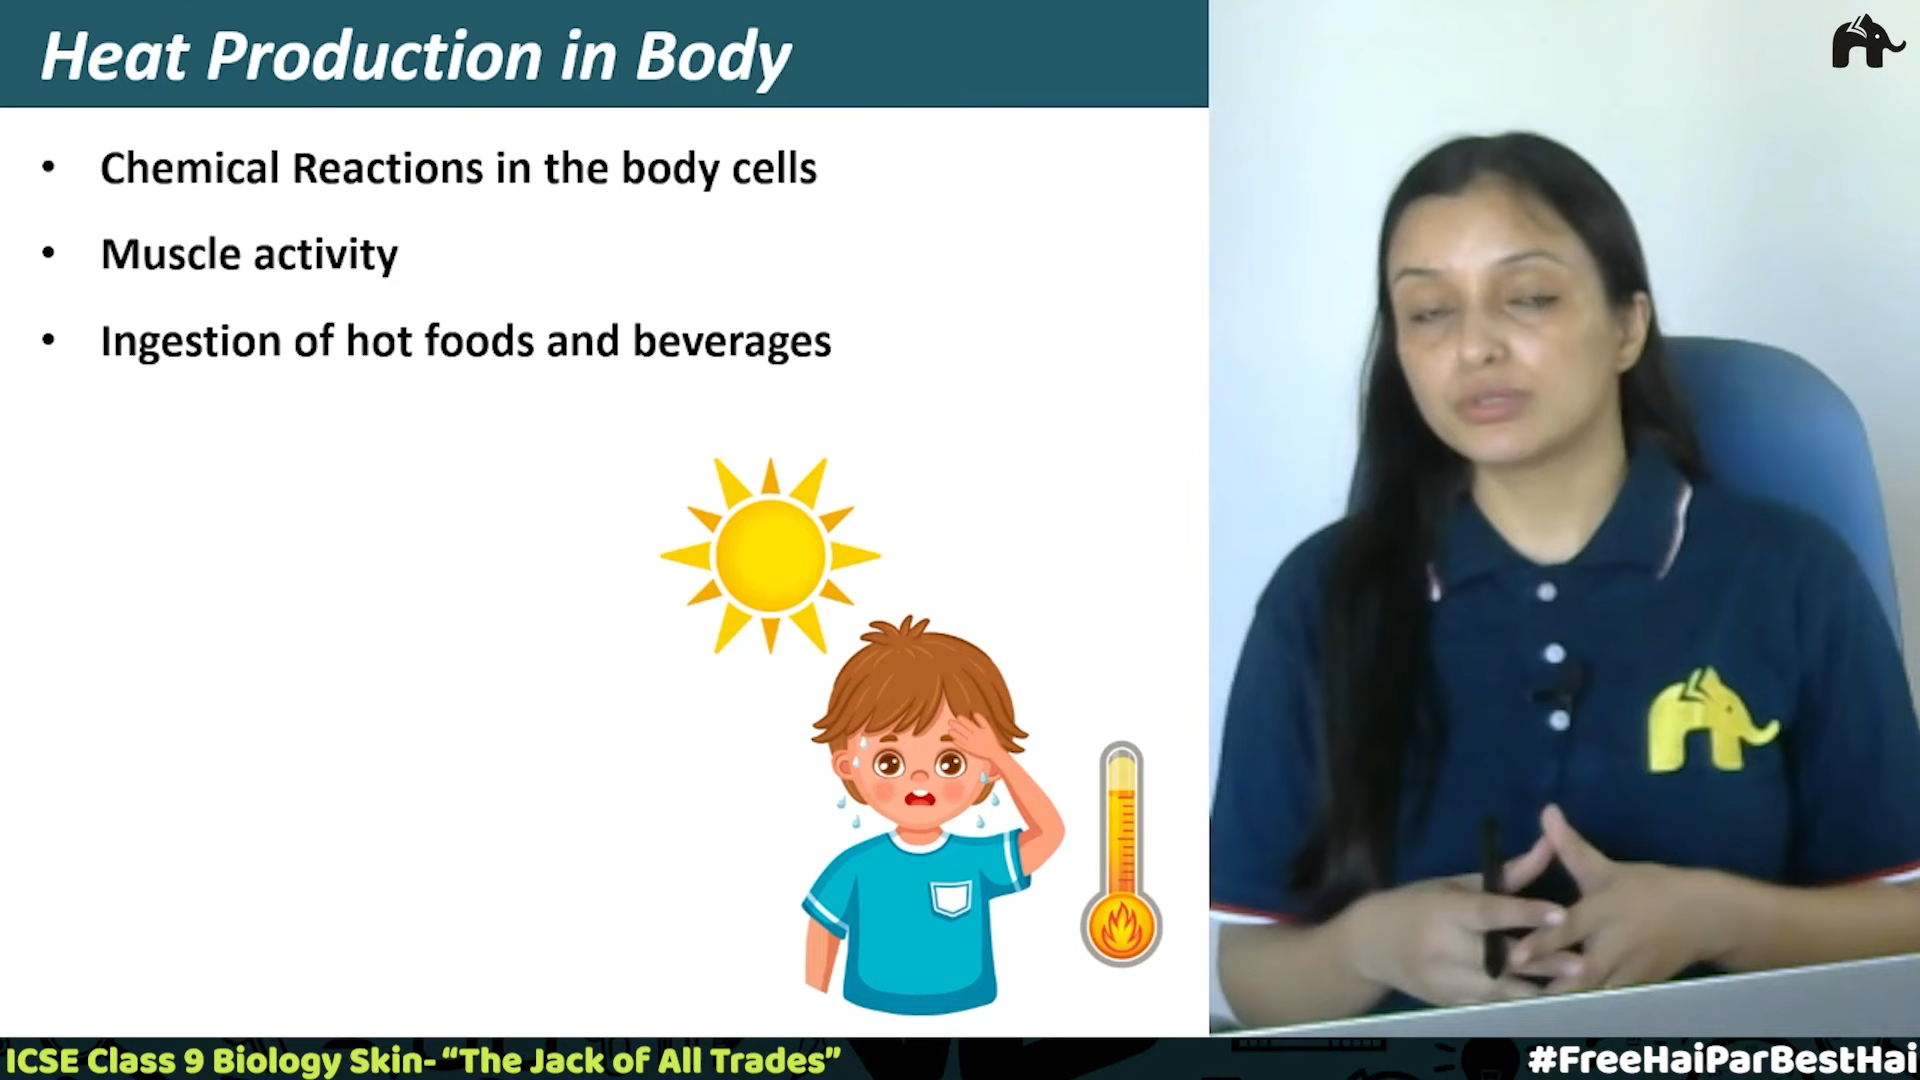 Heat Production in Body
• Chemical Reactions in the body cells
• Muscle activity
• Ingestion of hot foods and beverages
ICSE Class 9 Biology Skin- “The Jack of All Trades”
#FreeHaiParBestHai